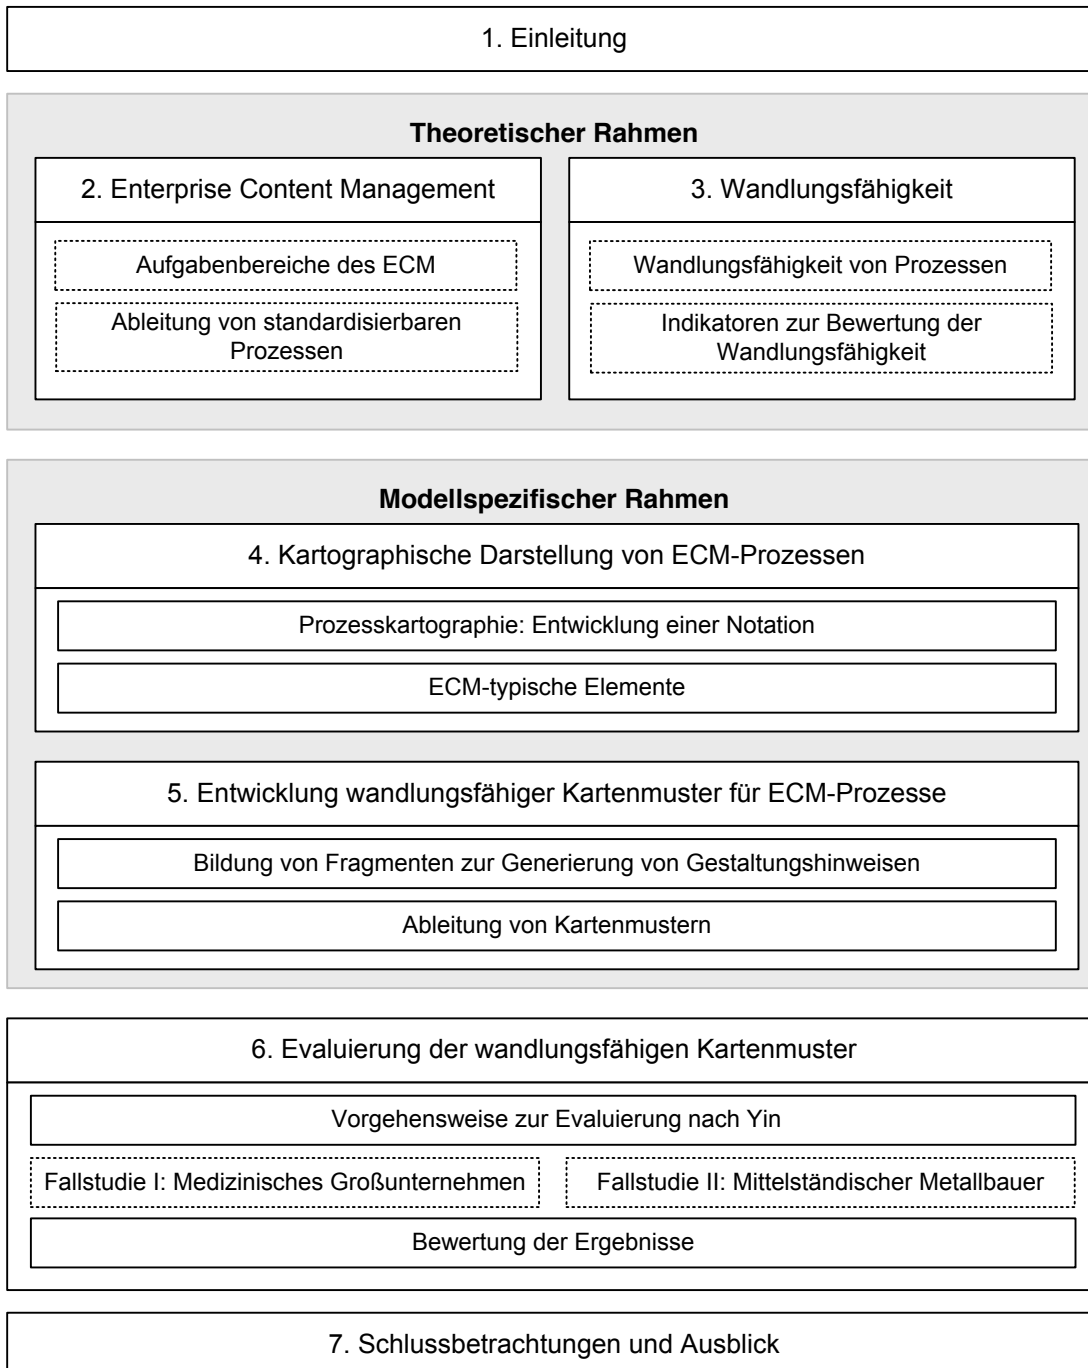 1. Einleitung
Theoretischer Rahmen
2. Enterprise Content Management
Aufgabenbereiche des ECM
Ableitung von standardisierbaren
Prozessen
3. Wandlungsfähigkeit
Wandlungsfähigkeit von Prozessen
Indikatoren zur Bewertung der
Wandlungsfähigkeit
Modellspezifischer Rahmen
4. Kartographische Darstellung von ECM-Prozessen
Prozesskartographie: Entwicklung einer Notation
ECM-typische Elemente
5. Entwicklung wandlungsfähiger Kartenmuster für ECM-Prozesse
Bildung von Fragmenten zur Generierung von Gestaltungshinweisen
Ableitung von Kartenmustern
6. Evaluierung der wandlungsfähigen Kartenmuster
Vorgehensweise zur Evaluierung nach Yin
Fallstudie I: Medizinisches Großunternehmen
Fallstudie II: Mittelständischer Metallbauer
Bewertung der Ergebnisse
7. Schlussbetrachtungen und Ausblick